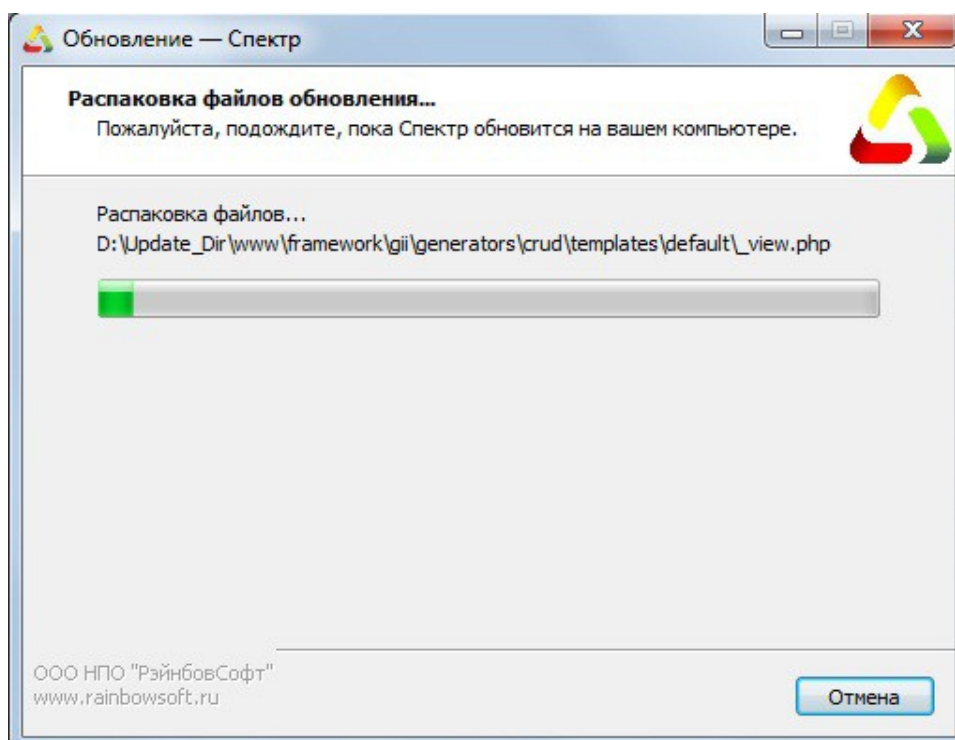 Обновление — Спектр
Распаковка файлов обновления...
Пожалуйста, подождите, пока Спектр обновится на вашем компьютере.
Распаковка файлов...
D:\Update_Dir\www\framework\gii\generators\crud\templates\default\_view.php
ООО НПО "РэйнбовСофт"
www.rainbowsoft.ru
Отмена